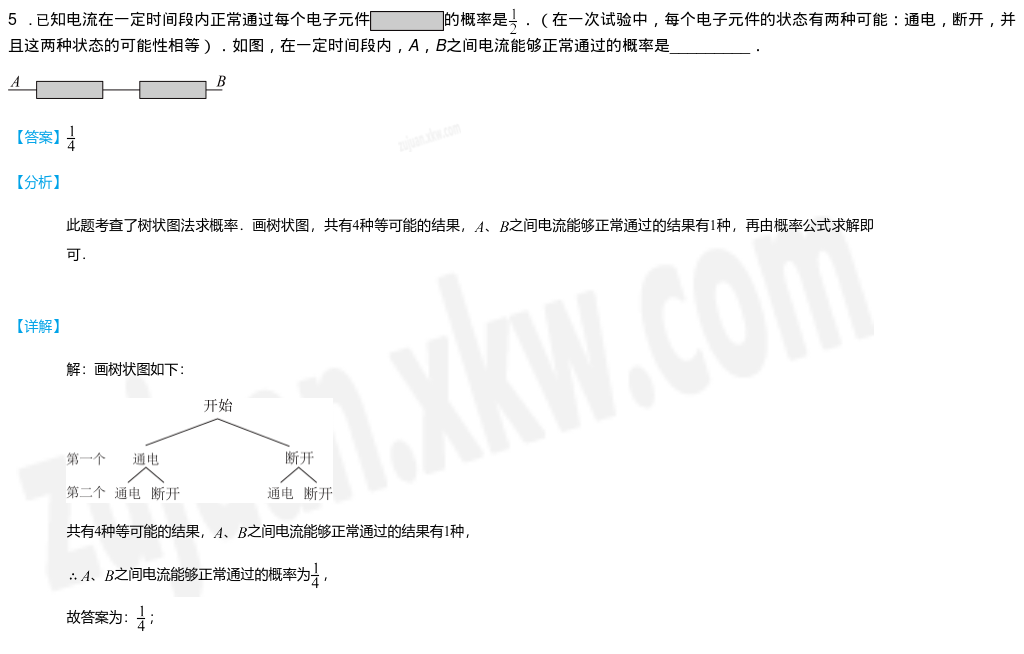 5 ．已知电流在一定时间段内正常通过每个电子元件的概率是1/2．（在一次试验中，每个电子元件的状态有两种可能：通电，断开，并
且这两种状态的可能性相等）．如图，在一定时间段内，A，B之间电流能够正常通过的概率是__________．
A B
【答案】1/4
zujuan.xkw.com
【分析】
此题考查了树状图法求概率．画树状图，共有4种等可能的结果，A、B之间电流能够正常通过的结果有1种，再由概率公式求解即
可．
【详解】
解：画树状图如下：
开始
第一个 通电 断开
第二个 通电 断开 通电 断开
共有4种等可能的结果，A、B之间电流能够正常通过的结果有1种，
∴A、B之间电流能够正常通过的概率为1/4，
故答案为：1/4；
zujuan.xkw.com